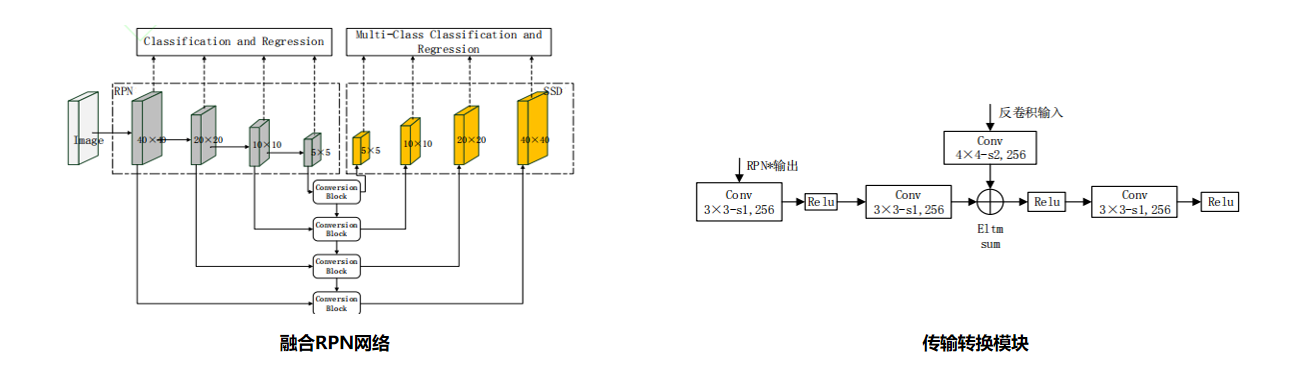 Classification and Regression
Multi-Class Classification and
Regression
RPN
SSD
Image
40×40
20×20
10×10
5×5
5×5
10×10
20×20
40×40
Conversion
Block
Conversion
Block
Conversion
Block
Conversion
Block
融合RPN网络
反卷积输入
Conv
4×4-s2,256
RPN*输出
Conv
3×3-s1,256
Relu
Conv
3×3-s1,256
Eltm
sum
Relu
Conv
3×3-s1,256
Relu
传输转换模块